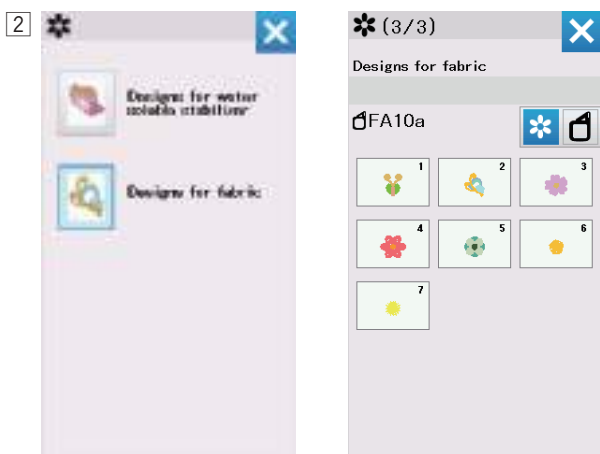 2
Designs for water
soluble stabilizer
Designs for fabric
(3/3)
Designs for fabric
FA10a
1
2
3
4
5
6
7